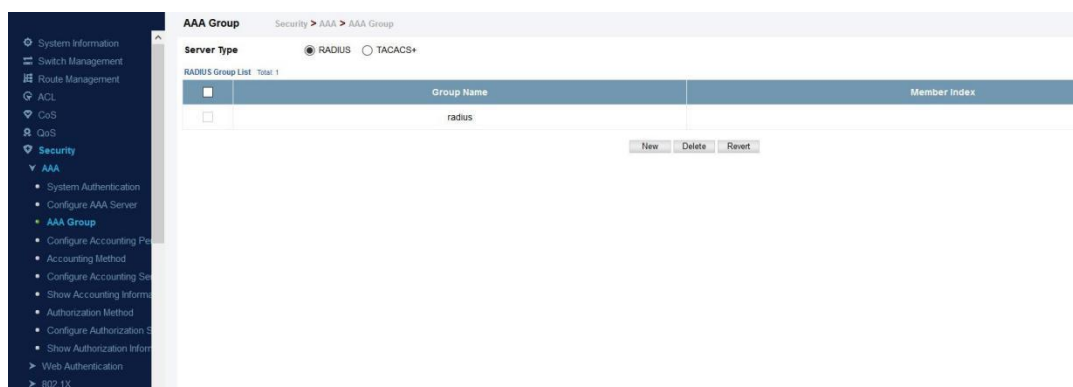 AAA Group Security > AAA > AAA Group
System Information
Switch Management
Route Management
ACL
CoS
QoS
Security
AAA
System Authentication
Configure AAA Server
AAA Group
Configure Accounting Pe
Accounting Method
Configure Accounting Se
Show Accounting Informa
Authorization Method
Configure Authorization S
Show Authorization Inform
Web Authentication
802.1X
Server Type RADIUS TACACS+
RADIUS Group List Total: 1
Group Name Member Index
radius
New Delete Revert